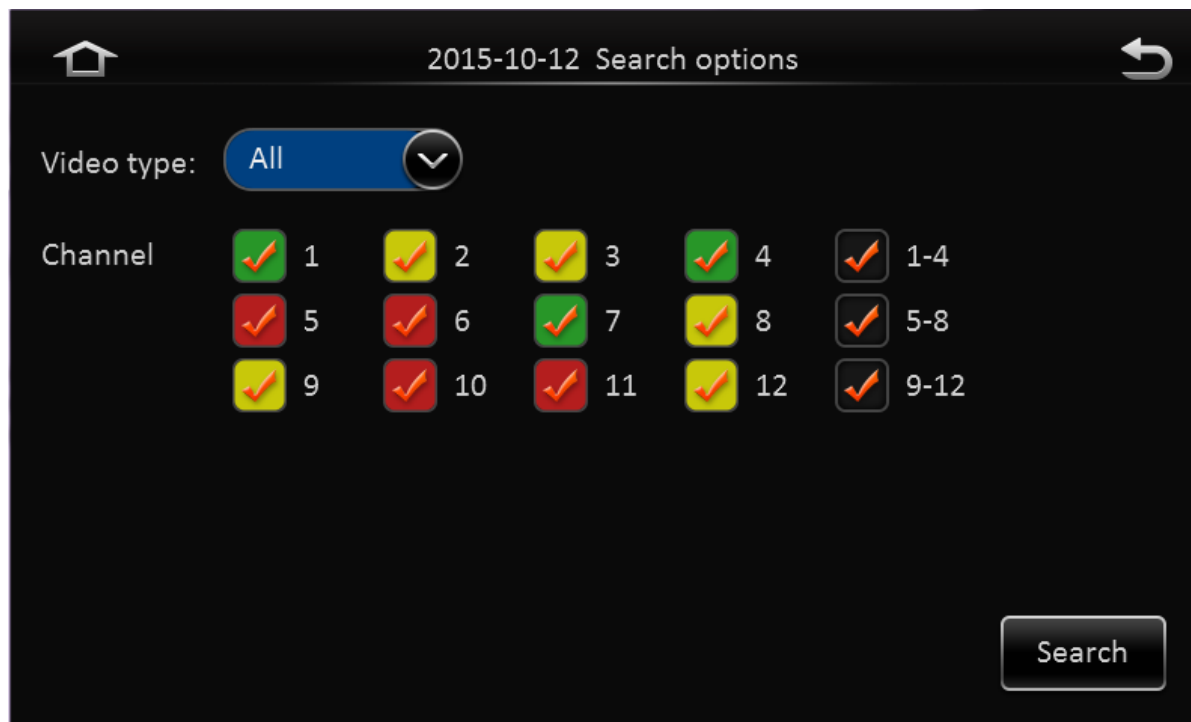 2015-10-12 Search options
Video type: All
Channel 1 2 3 4 1-4
5 6 7 8 5-8
9 10 11 12 9-12
Search